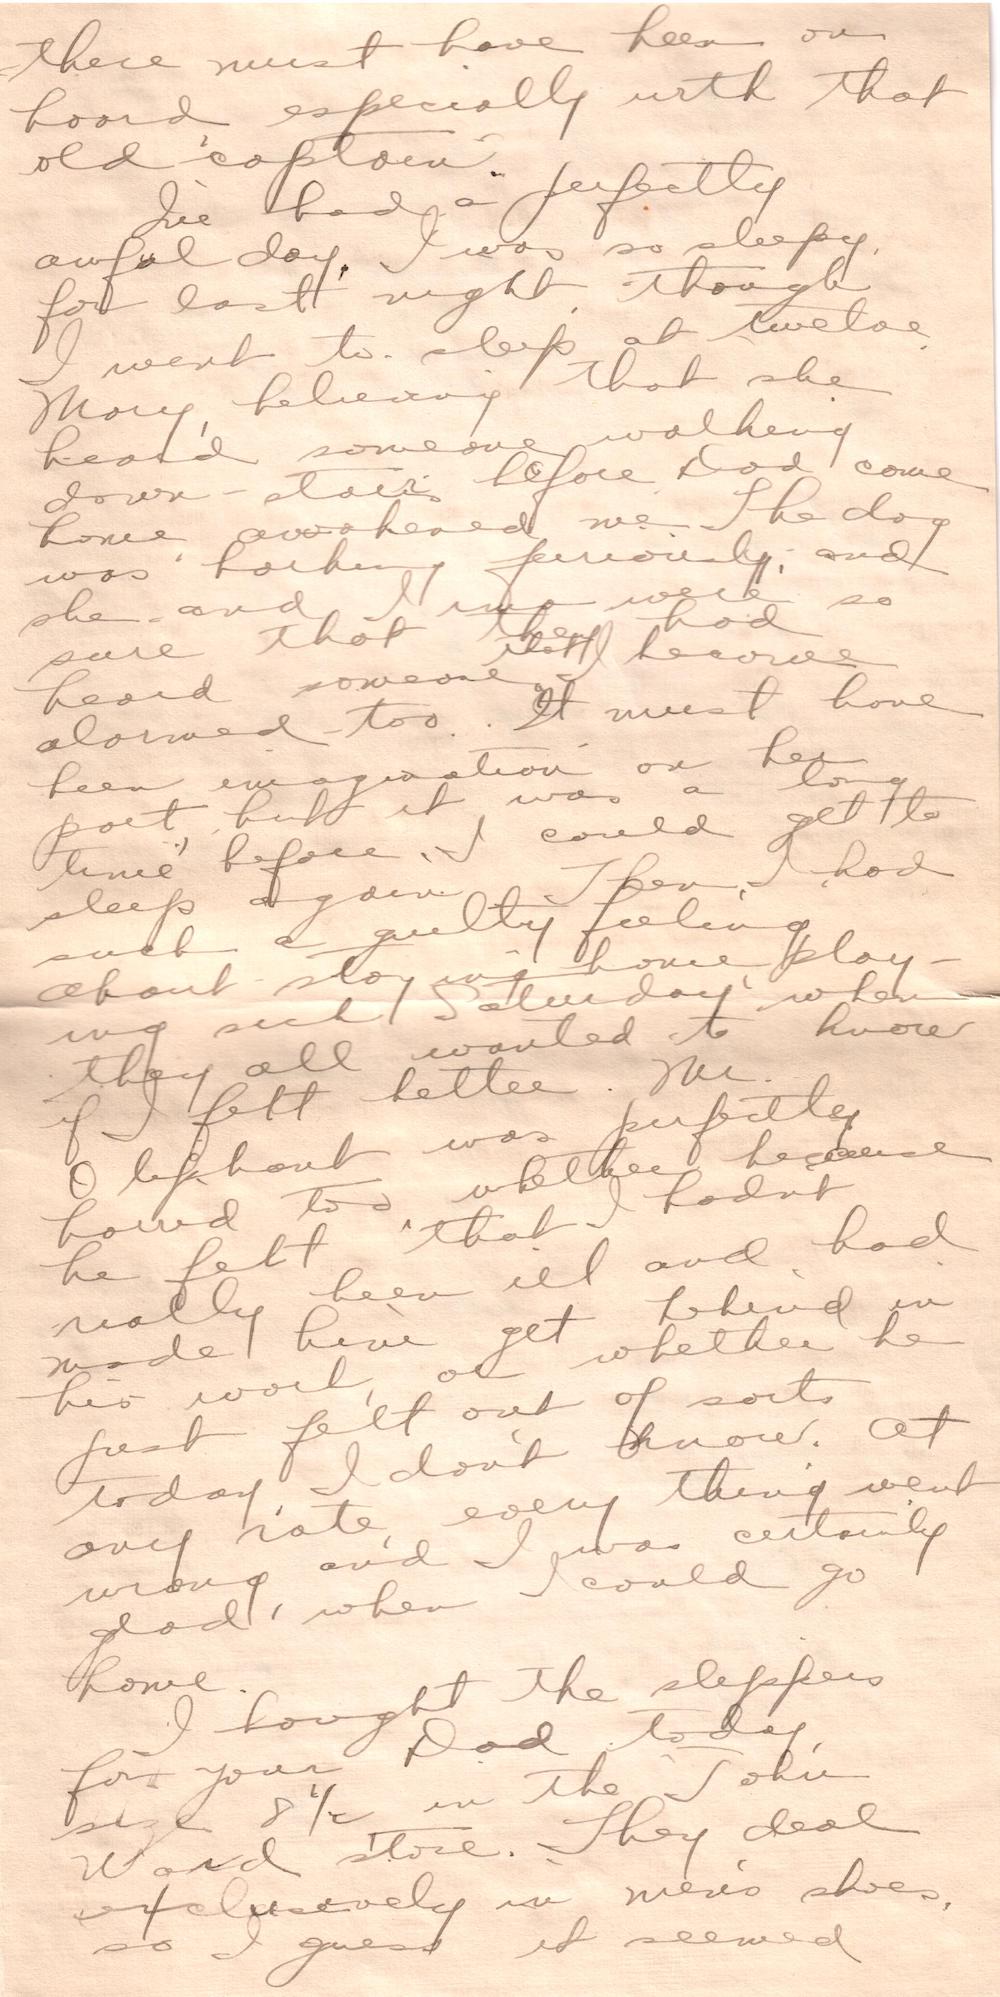 there must have been on
board, especially with that
old 'captain'.
I've had a perfectly
awful day. I was so sleepy,
for last night, though
I went to sleep at twelve,
Mary, believing that she
heard someone walking
down-stairs before Dad come
home, awakened me. The dog
was barking furiously, and
she and I were so
sure that they had
heard someone, I became
alarmed too. It must have
been imagination on her
part, but it was a long
time before I could get to
sleep again. Then, I had
such a guilty feeling
about staying home, play-
ing sick Saturday when
they all wanted to know
if I felt better. Mr.
Oliphant was perfectly
horrid too, whether because
he felt that I hadn't
really been ill and had
made him get behind in
his work, or whether he
just felt out of sorts
today, I don't know. At
any rate, every thing went
wrong and I was certainly
glad, when I could go
home.
I bought the slippers
for your Dad today,
size 8½ in the John
Ward store. They deal
exclusively in men's shoes,
so I guess it seemed